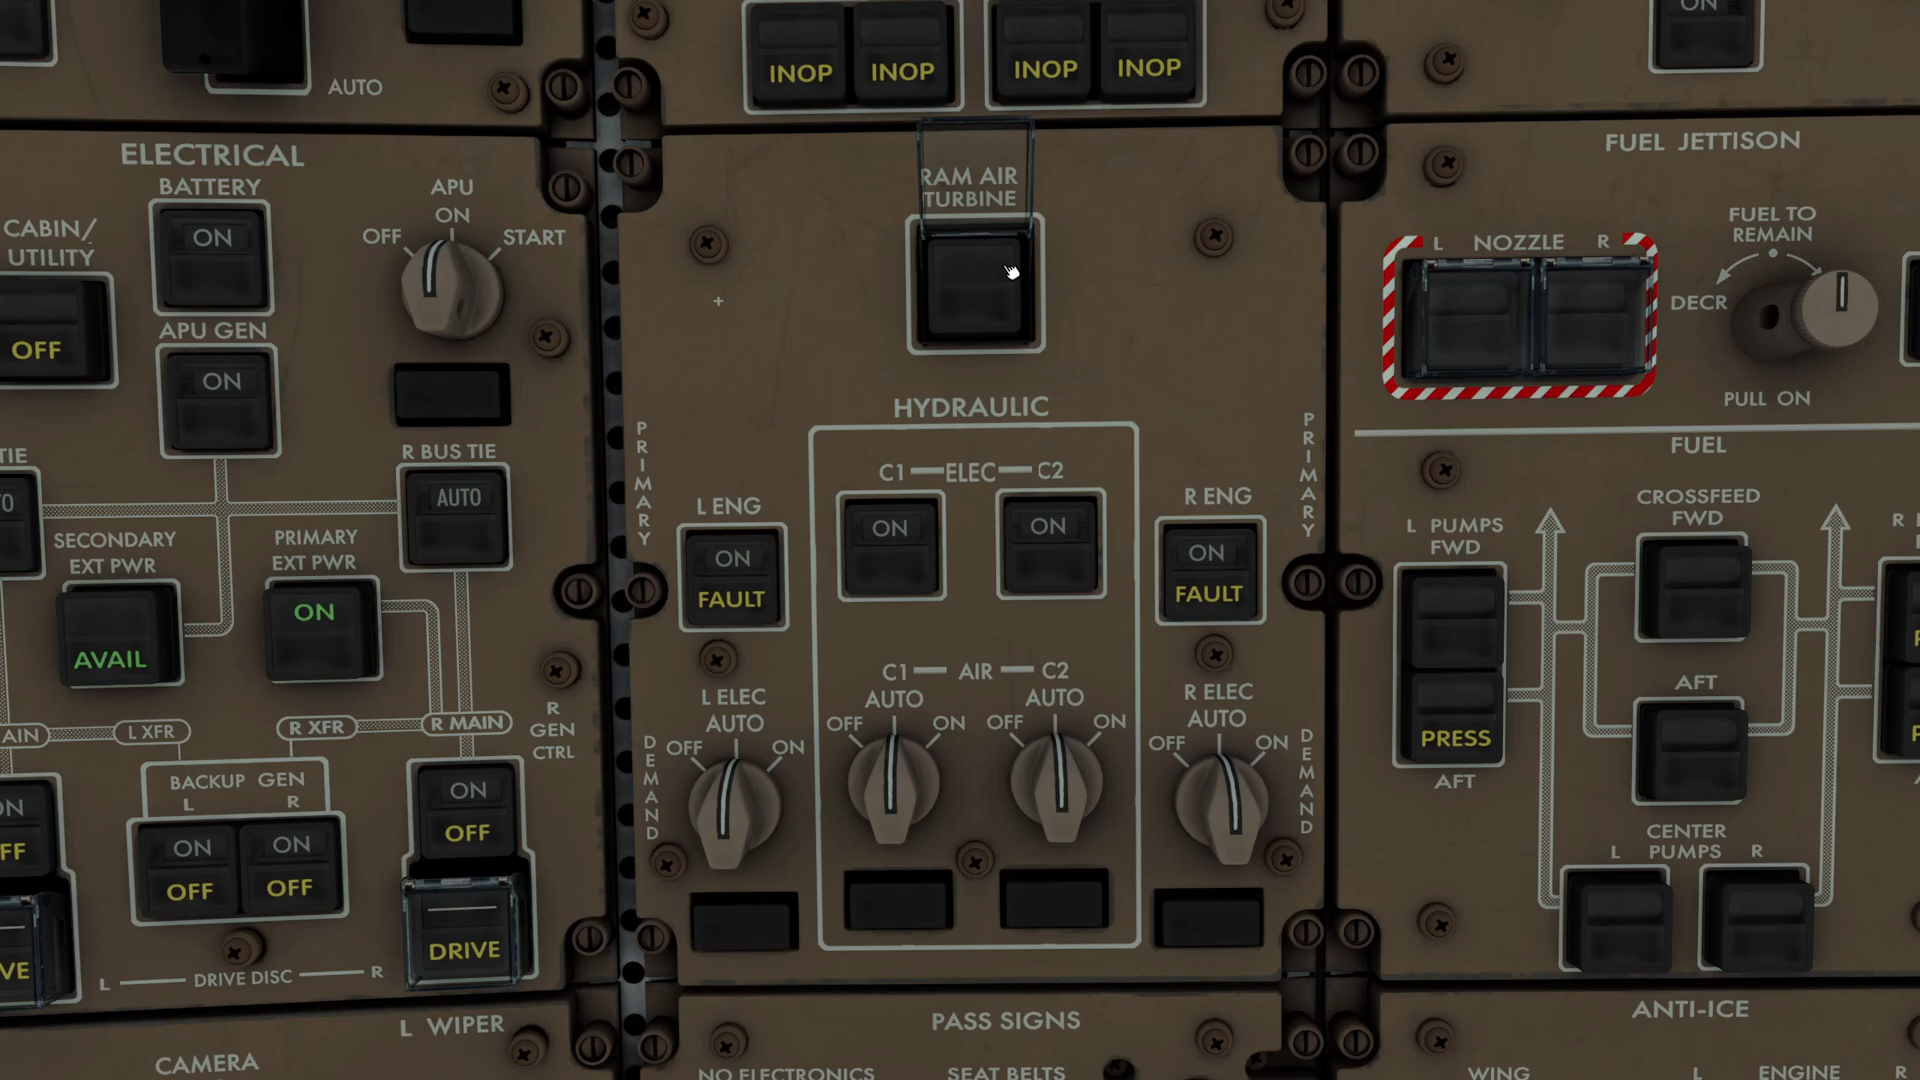 ON
AUTO
INOP
INOP
INOP
INOP
ELECTRICAL
BATTERY
ON
APU
ON
OFF
START
CABIN/
UTILITY
OFF
APU GEN
ON
R BUS TIE
AUTO
SECONDARY
EXT PWR
AVAIL
PRIMARY
EXT PWR
ON
L XFR
R XFR
R MAIN
R
GEN
CTRL
BACKUP GEN
L R
ON
OFF
ON
OFF
ON
OFF
DRIVE
L DRIVE DISC R
L WIPER
CAMERA
RAM AIR
TURBINE
HYDRAULIC
PRIMARY
PRIMARY
C1 ELEC C2
ON
ON
L ENG
ON
FAULT
R ENG
ON
FAULT
C1 AIR C2
AUTO
OFF ON
AUTO
OFF ON
L ELEC
AUTO
OFF ON
R ELEC
AUTO
OFF ON
DEMAND
DEMAND
PASS SIGNS
NO ELECTRONICS
SEAT BELTS
FUEL JETTISON
L NOZZLE R
FUEL TO
REMAIN
DECR
PULL ON
FUEL
CROSSFEED
FWD
L PUMPS
FWD
PRESS
AFT
AFT
CENTER
L PUMPS R
R
ANTI-ICE
WING
L ENGINE R